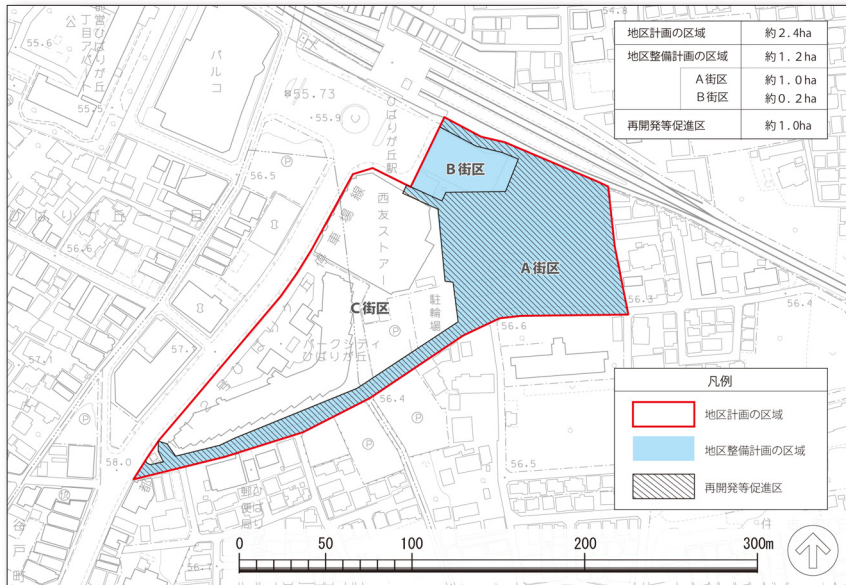 地区計画の区域 約2.4ha
地区整備計画の区域 約1.2ha
A街区 約1.0ha
B街区 約0.2ha
再開発等促進区 約1.0ha
55.6
パルコ
55.5
55.73
55.9
54.8
ひばりが丘駅
B街区
56.5
西友ストアー
A街区
56.6
C街区
駐輪場
56.3
56.4
56.6
パークシティ
ひばりが丘
57.1
57.7
56.4
58.0
56.5
谷戸町
凡例
地区計画の区域
地区整備計画の区域
再開発等促進区
0 50 100 200 300m